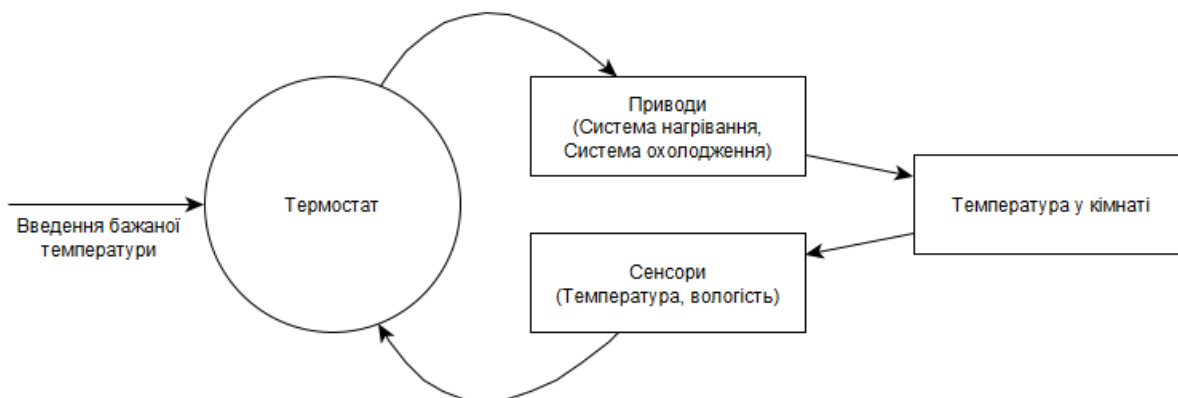 Приводи
(Система нагрівання,
Система охолодження)
Термостат
Температура у кімнаті
Введення бажаної
температури
Сенсори
(Температура, вологість)